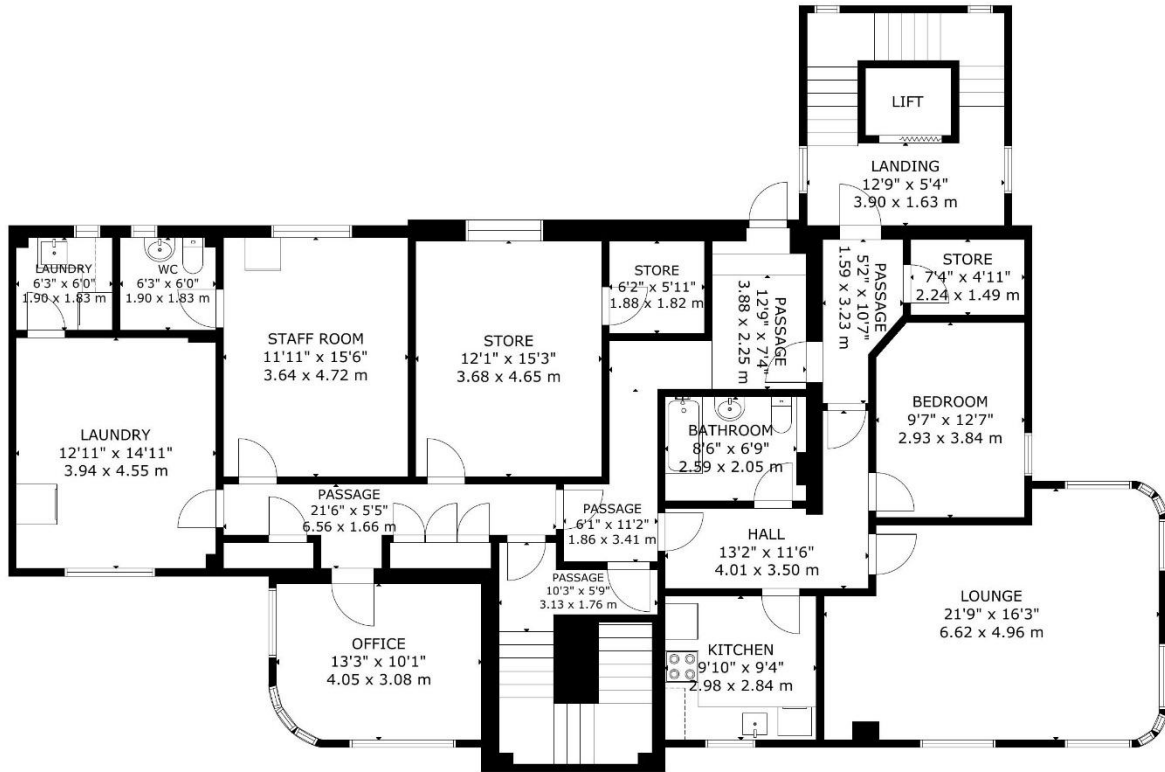 LIFT
LANDING
12'9" x 5'4"
3.90 x 1.63 m
LAUNDRY
6'3" x 6'0"
1.90 x 1.83 m
WC
6'3" x 6'0"
1.90 x 1.83 m
STAFF ROOM
11'11" x 15'6"
3.64 x 4.72 m
STORE
12'1" x 15'3"
3.68 x 4.65 m
STORE
6'2" x 5'11"
1.88 x 1.82 m
PASSAGE
12'9" x 7'4"
3.88 x 2.25 m
PASSAGE
5'2" x 10'7"
1.59 x 3.23 m
STORE
7'4" x 4'11"
2.24 x 1.49 m
BEDROOM
9'7" x 12'7"
2.93 x 3.84 m
LAUNDRY
12'11" x 14'11"
3.94 x 4.55 m
BATHROOM
8'6" x 6'9"
2.59 x 2.05 m
PASSAGE
21'6" x 5'5"
6.56 x 1.66 m
PASSAGE
6'1" x 11'2"
1.86 x 3.41 m
HALL
13'2" x 11'6"
4.01 x 3.50 m
PASSAGE
10'3" x 5'9"
3.13 x 1.76 m
LOUNGE
21'9" x 16'3"
6.62 x 4.96 m
OFFICE
13'3" x 10'1"
4.05 x 3.08 m
KITCHEN
9'10" x 9'4"
2.98 x 2.84 m